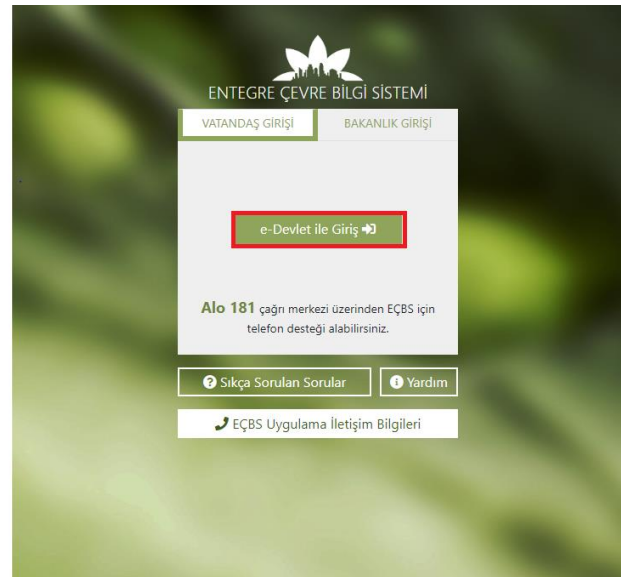 ENTEGRE ÇEVRE BİLGİ SİSTEMİ
VATANDAŞ GİRİŞİ
BAKANLIK GİRİŞİ
e-Devlet ile Giriş
Alo 181 çağrı merkezi üzerinden EÇBS için
telefon desteği alabilirsiniz.
Sıkça Sorulan Sorular
Yardım
EÇBS Uygulama İletişim Bilgileri